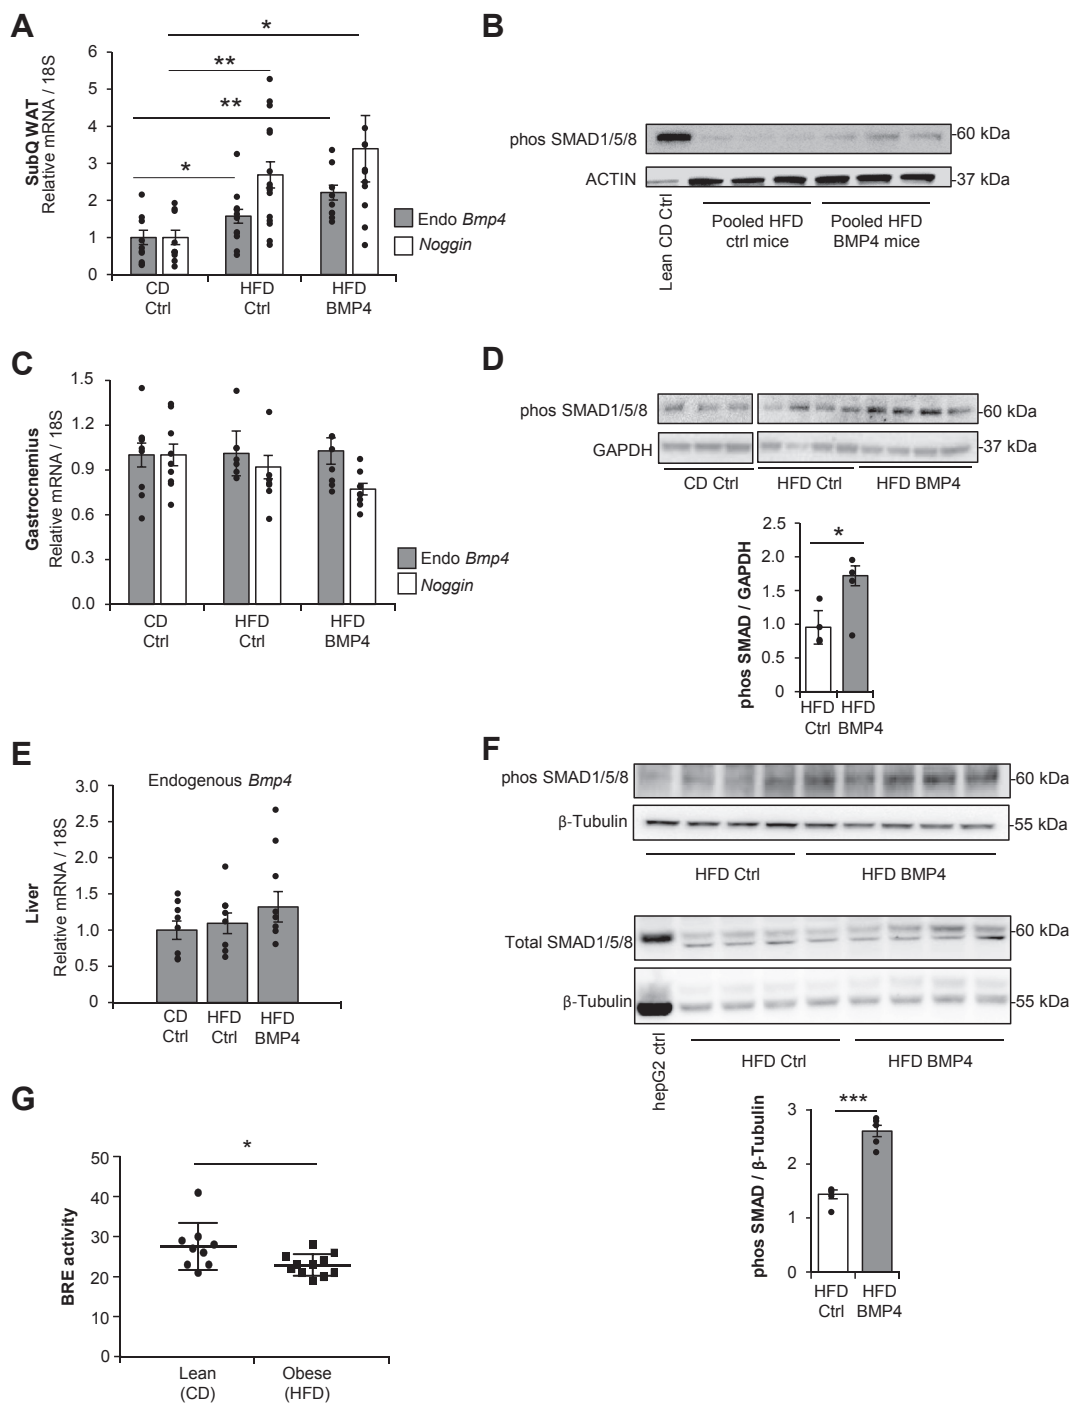 A
SubQ WAT
Relative mRNA / 18S
6
5
4
3
2
1
0
*
**
**
*
CD
Ctrl
HFD
Ctrl
HFD
BMP4
Endo Bmp4
Noggin
B
phos SMAD1/5/8
-60 kDa
ACTIN
-37 kDa
Lean CD Ctrl
Pooled HFD
ctrl mice
Pooled HFD
BMP4 mice
C
Gastrocnemius
Relative mRNA / 18S
1.5
1.2
0.9
0.6
0.3
0.0
CD
Ctrl
HFD
Ctrl
HFD
BMP4
Endo Bmp4
Noggin
D
phos SMAD1/5/8
-60 kDa
GAPDH
-37 kDa
CD Ctrl
HFD Ctrl
HFD BMP4
phos SMAD / GAPDH
2.5
2.0
1.5
1.0
0.5
0
*
HFD
Ctrl
HFD
BMP4
E
Endogenous Bmp4
Liver
Relative mRNA / 18S
3.0
2.5
2.0
1.5
1.0
0.5
0
CD
Ctrl
HFD
Ctrl
HFD
BMP4
F
phos SMAD1/5/8
-60 kDa
β-Tubulin
-55 kDa
HFD Ctrl
HFD BMP4
Total SMAD1/5/8
-60 kDa
β-Tubulin
-55 kDa
hepG2 ctrl
HFD Ctrl
HFD BMP4
phos SMAD / β-Tubulin
3
2
1
0
***
HFD
Ctrl
HFD
BMP4
G
BRE activity
50
40
30
20
10
0
*
Lean
(CD)
Obese
(HFD)